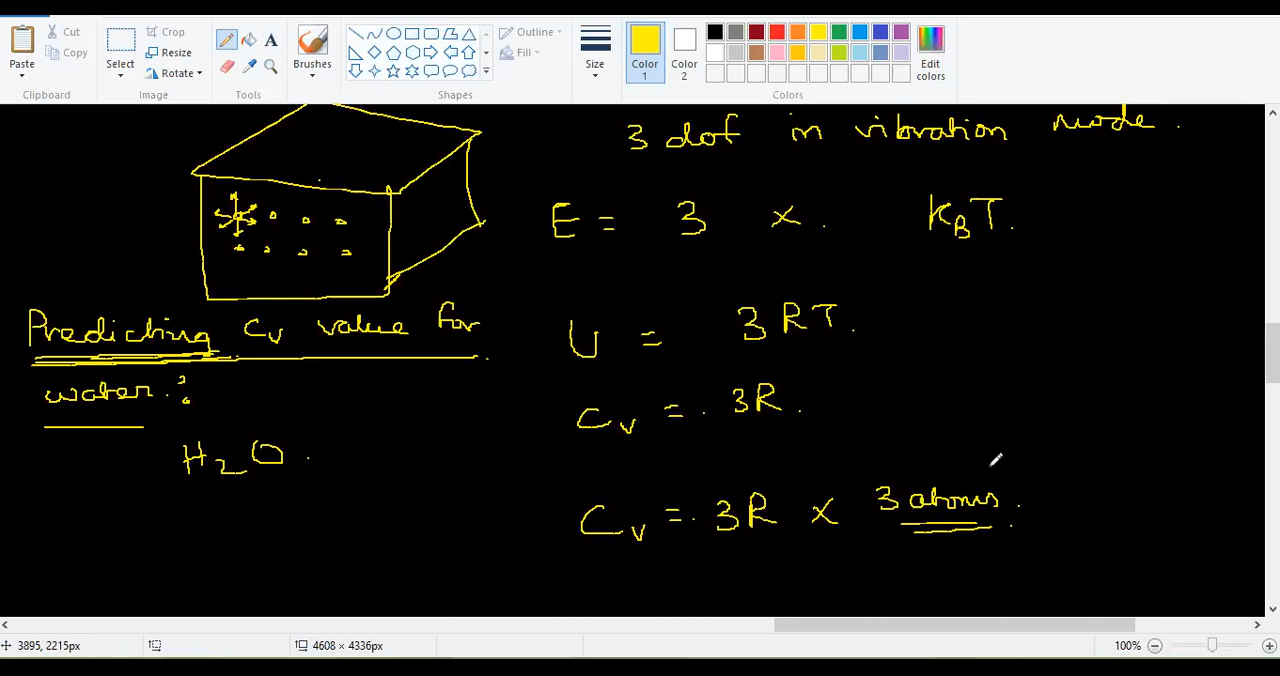 Cut
Copy
Paste
Clipboard
Select
Crop
Resize
Rotate
Image
A
Tools
Brushes
Outline
Fill
Shapes
Size
Color
1
Color
2
Edit
colors
Colors
3 dof in vibration mode.
E = 3 × . KBT.
Predicting Cv value for
water :
H2O .
U = 3RT.
Cv = . 3R .
Cv = . 3R × 3 atoms .
3895, 2215px
4608 × 4336px
100%